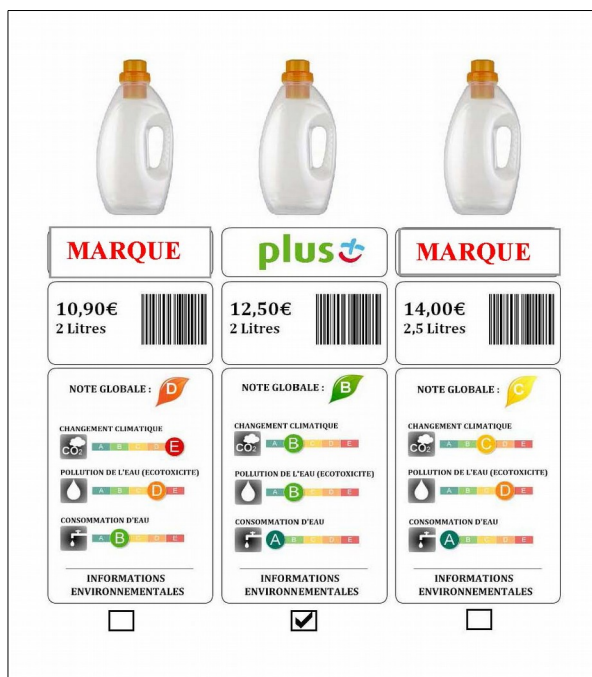 MARQUE
plus
MARQUE
10,90€
2 Litres
12,50€
2 Litres
14,00€
2,5 Litres
NOTE GLOBALE : D
CHANGEMENT CLIMATIQUE
CO2 A B C D E
POLLUTION DE L'EAU (ECOTOXICITE)
A B C D E
CONSOMMATION D'EAU
A B C D E
INFORMATIONS
ENVIRONNEMENTALES
NOTE GLOBALE : B
CHANGEMENT CLIMATIQUE
CO2 A B C D E
POLLUTION DE L'EAU (ECOTOXICITE)
A B C D E
CONSOMMATION D'EAU
A B C D E
INFORMATIONS
ENVIRONNEMENTALES
NOTE GLOBALE : C
CHANGEMENT CLIMATIQUE
CO2 A B C D E
POLLUTION DE L'EAU (ECOTOXICITE)
A B C D E
CONSOMMATION D'EAU
A B C D E
INFORMATIONS
ENVIRONNEMENTALES